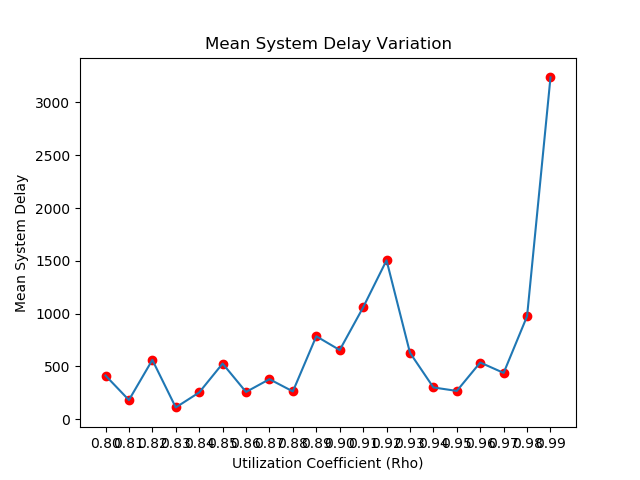 Mean System Delay Variation
3000
2500
2000
1500
1000
500
0
Mean System Delay
0.80 0.81 0.82 0.83 0.84 0.85 0.86 0.87 0.88 0.89 0.90 0.91 0.92 0.93 0.94 0.95 0.96 0.97 0.98 0.99
Utilization Coefficient (Rho)